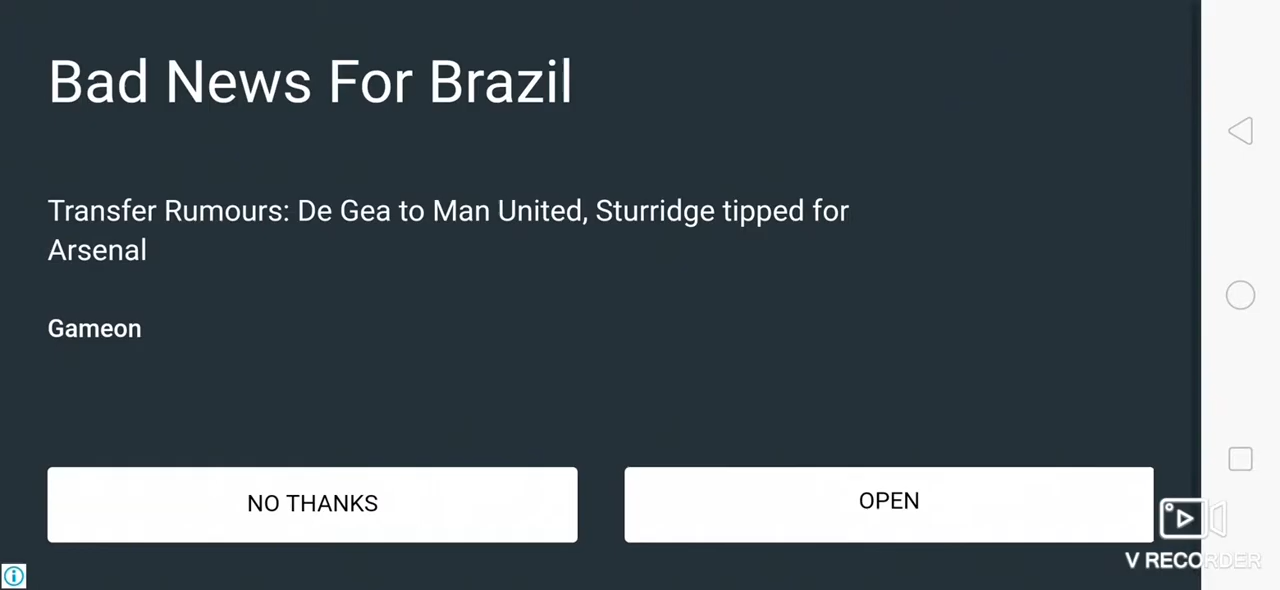 Bad News For Brazil
Transfer Rumours: De Gea to Man United, Sturridge tipped for
Arsenal
Gameon
NO THANKS
OPEN
V RECORDER